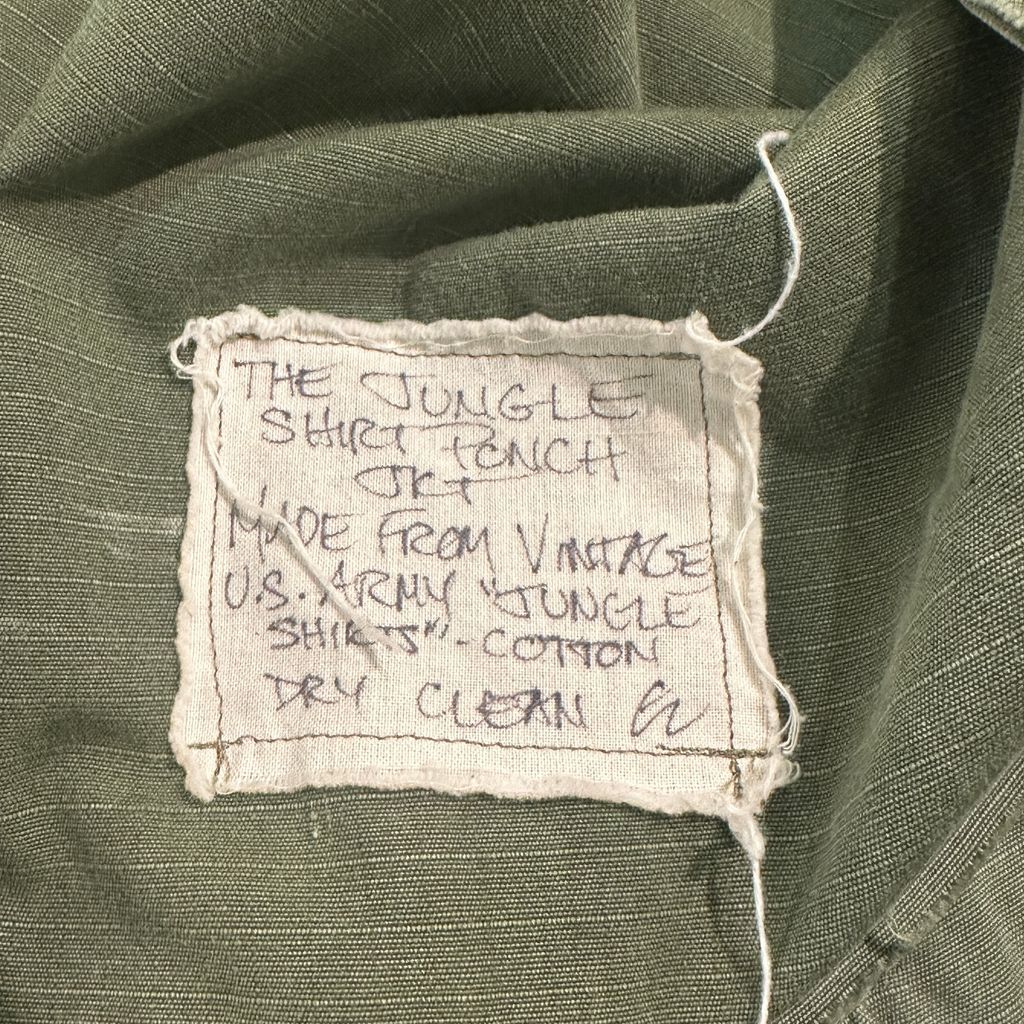 THE JUNGLE
SHIRT PONCH
JKT
MADE FROM VINTAGE
U.S. ARMY "JUNGLE
SHIRTS" - COTTON
DRY CLEAN